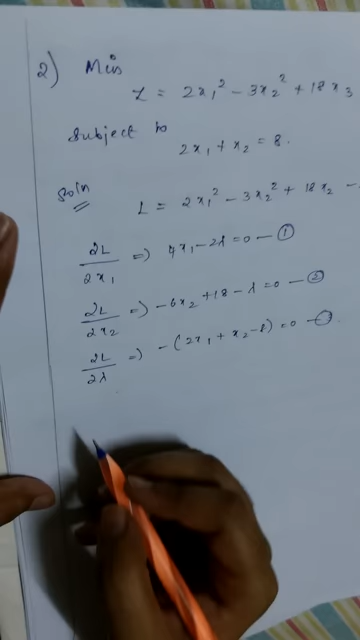 2) Min
Z = 2x₁² - 3x₂² + 18x₃
Subject to
2x₁ + x₂ = 8.
Soln
L = 2x₁² - 3x₂² + 18x₂ -
∂L/∂x₁ => 4x₁ - 2λ = 0 — ①
∂L/∂x₂ => -6x₂ + 18 - λ = 0 — ②
∂L/∂λ => -(2x₁ + x₂ - 8) = 0 — ③